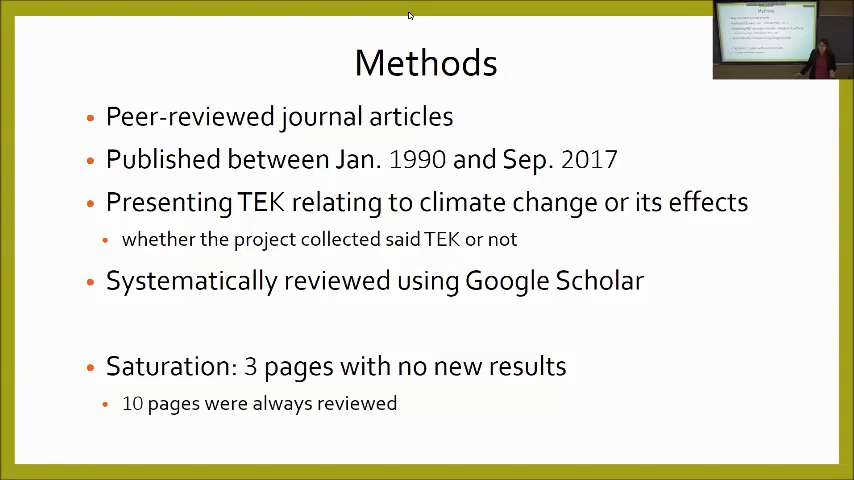 Methods
Peer-reviewed journal articles
Published between Jan. 1990 and Sep. 2017
Presenting TEK relating to climate change or its effects
whether the project collected said TEK or not
Systematically reviewed using Google Scholar
Saturation: 3 pages with no new results
10 pages were always reviewed
Methods